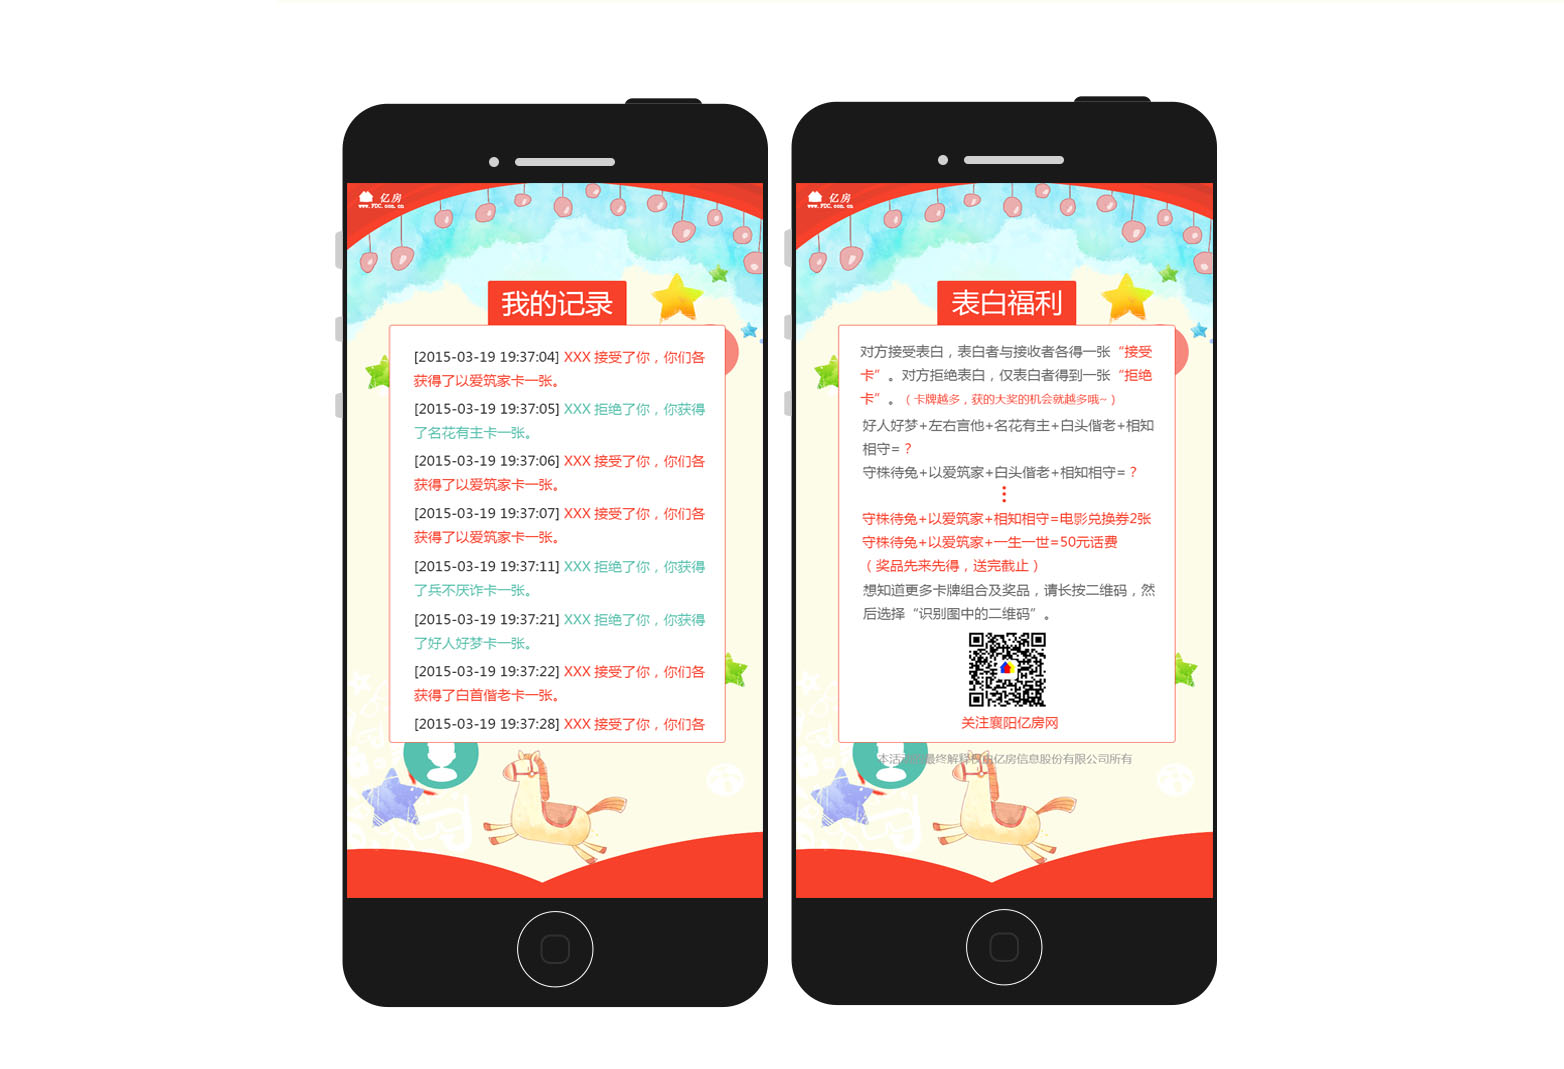 亿房
www.FDC.com.cn
我的记录
[2015-03-19 19:37:04] XXX 接受了你，你们各
获得了以爱筑家卡一张。
[2015-03-19 19:37:05] XXX 拒绝了你，你获得
了名花有主卡一张。
[2015-03-19 19:37:06] XXX 接受了你，你们各
获得了以爱筑家卡一张。
[2015-03-19 19:37:07] XXX 接受了你，你们各
获得了以爱筑家卡一张。
[2015-03-19 19:37:11] XXX 拒绝了你，你获得
了兵不厌诈卡一张。
[2015-03-19 19:37:21] XXX 拒绝了你，你获得
了好人好梦卡一张。
[2015-03-19 19:37:22] XXX 接受了你，你们各
获得了白首偕老卡一张。
[2015-03-19 19:37:28] XXX 接受了你，你们各
亿房
www.FDC.com.cn
表白福利
对方接受表白，表白者与接收者各得一张“接受
卡”。对方拒绝表白，仅表白者得到一张“拒绝
卡”。（卡牌越多，获的大奖的机会就越多哦~）
好人好梦+左右言他+名花有主+白头偕老+相知
相守=？
守株待兔+以爱筑家+白头偕老+相知相守=？
⋮
守株待兔+以爱筑家+相知相守=电影兑换券2张
守株待兔+以爱筑家+一生一世=50元话费
（奖品先来先得，送完截止）
想知道更多卡牌组合及奖品，请长按二维码，然
后选择“识别图中的二维码”。
关注襄阳亿房网
本活动的最终解释权由亿房信息股份有限公司所有